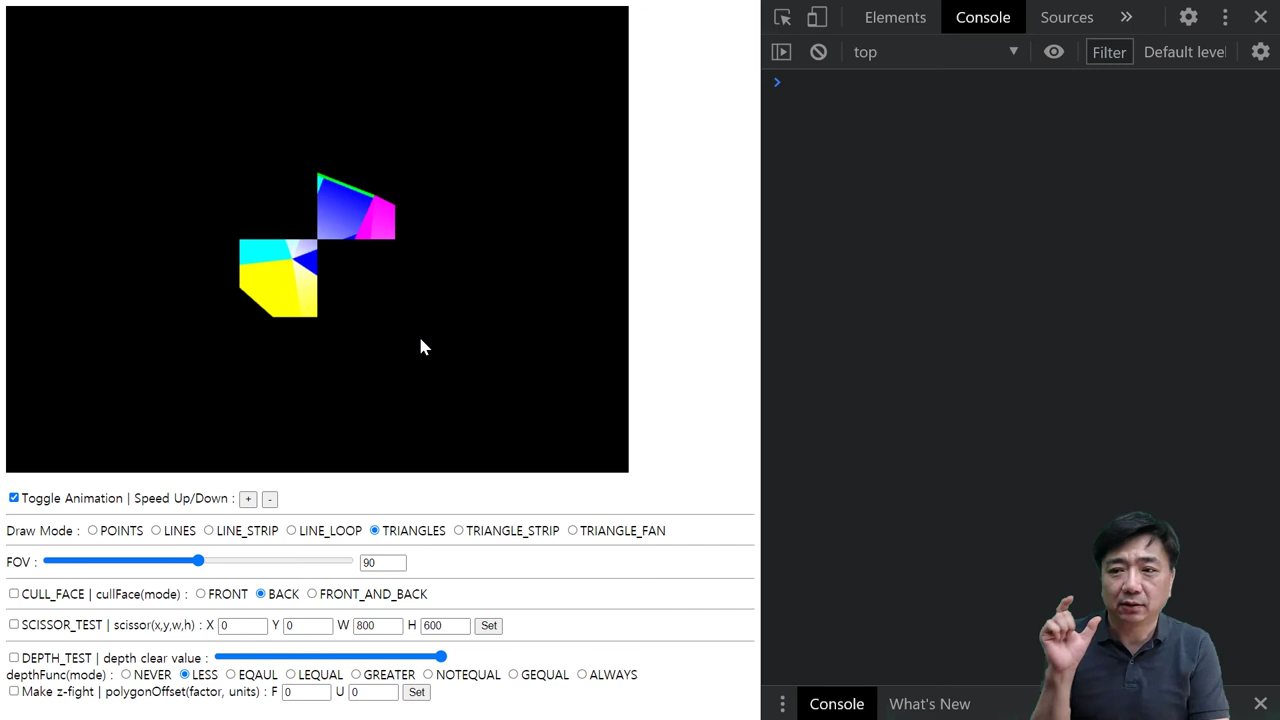 Elements Console Sources
top Filter Default level
Toggle Animation | Speed Up/Down : + -
Draw Mode : POINTS LINES LINE_STRIP LINE_LOOP TRIANGLES TRIANGLE_STRIP TRIANGLE_FAN
FOV : 90
CULL_FACE | cullFace(mode) : FRONT BACK FRONT_AND_BACK
SCISSOR_TEST | scissor(x,y,w,h) : X 0 Y 0 W 800 H 600 Set
DEPTH_TEST | depth clear value :
depthFunc(mode) : NEVER LESS EQAUL LEQUAL GREATER NOTEQUAL GEQUAL ALWAYS
Make z-fight | polygonOffset(factor, units) : F 0 U 0 Set
Console What's New